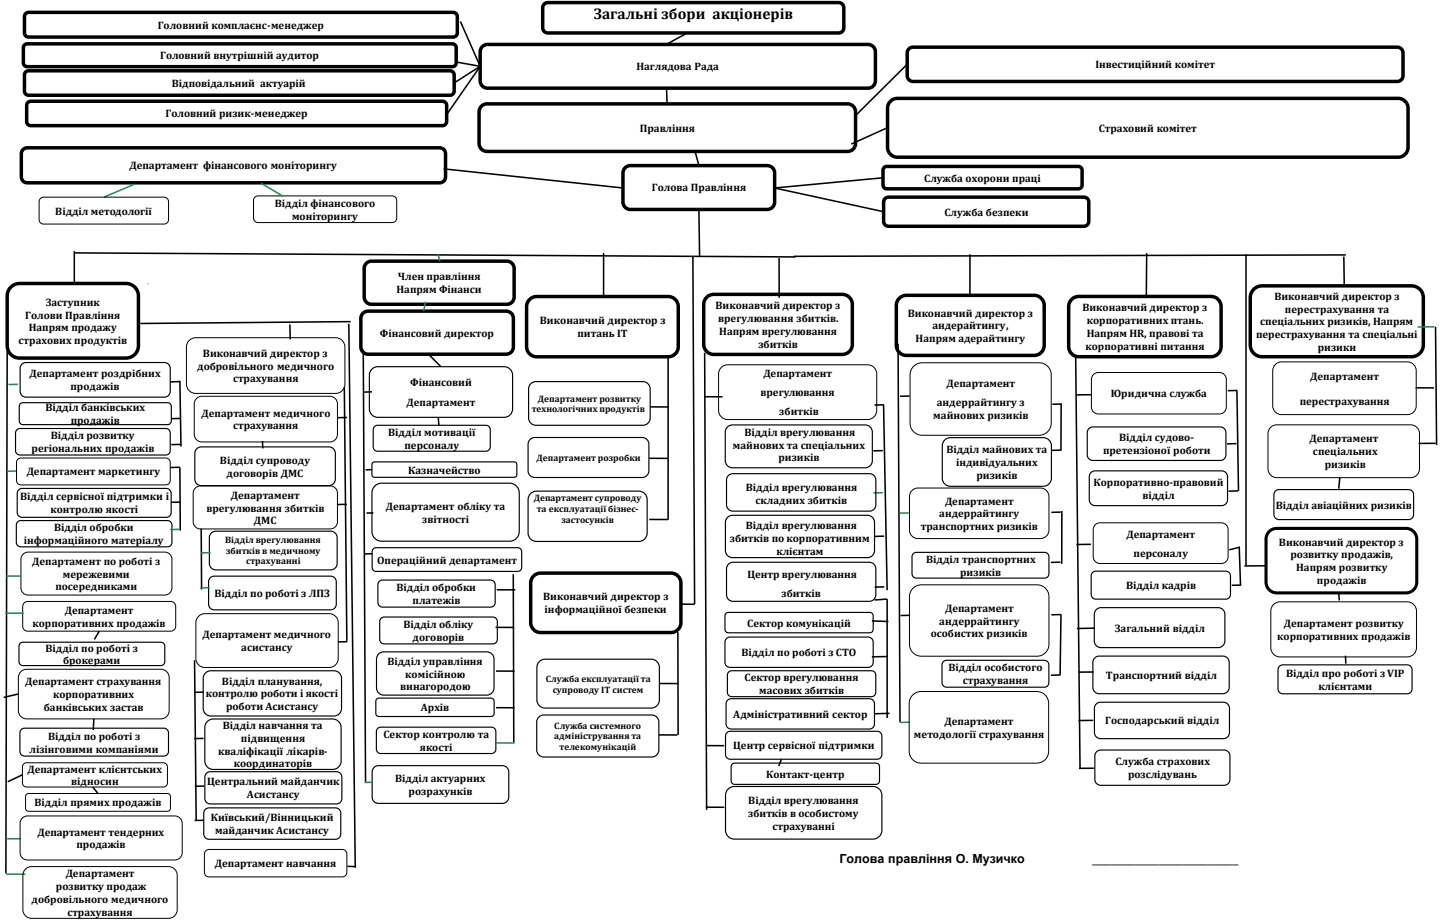 Загальні збори акціонерів
Головний комплаєнс-менеджер
Головний внутрішній аудитор
Відповідальний актуарій
Головний ризик-менеджер
Наглядова Рада
Інвестиційний комітет
Правління
Страховий комітет
Департамент фінансового моніторингу
Голова Правління
Служба охорони праці
Служба безпеки
Відділ методології
Відділ фінансового
моніторингу
Заступник
Голови Правління
Напрям продажу
страхових продуктів
Департамент роздрібних
продажів
Відділ банківських
продажів
Відділ розвитку
регіональних продажів
Департамент маркетингу
Відділ сервісної підтримки і
контролю якості
Відділ обробки
інформаційного матеріалу
Департамент по роботі з
мережевими
посередниками
Департамент
корпоративних продажів
Відділ по роботі з
брокерами
Департамент страхування
корпоративних
банківських застав
Відділ по роботі з
лізінговими компаніями
Департамент клієнтських
відносин
Відділ прямих продажів
Департамент тендерних
продажів
Департамент
розвитку продаж
добровільного медичного
страхування
Виконавчий директор з
добровільного медичного
страхування
Департамент медичного
страхування
Відділ супроводу
договорів ДМС
Департамент
врегулювання збитків
ДМС
Відділ врегулювання
збитків в медичному
страхуванні
Відділ по роботі з ЛПЗ
Департамент медичного
асистансу
Відділ планування,
контролю роботи і якості
роботи Асистансу
Відділ навчання та
підвищення
кваліфікації лікарів-
координаторів
Центральний майданчик
Асистансу
Київський/Вінницький
майданчик Асистансу
Департамент навчання
Член правління
Напрям Фінанси
Фінансовий директор
Фінансовий
Департамент
Відділ мотивації
персоналу
Казначейство
Департамент обліку та
звітності
Операційний департамент
Відділ обробки
платежів
Відділ обліку
договорів
Відділ управління
комісійною
винагородою
Архів
Сектор контролю та
якості
Відділ актуарних
розрахунків
Виконавчий директор з
питань ІТ
Департамент розвитку
технологічних продуктів
Департамент розробки
Департамент супроводу
та експлуатації бізнес-
застосунків
Виконавчий директор з
інформаційної безпеки
Служба експлуатації та
супроводу ІТ систем
Служба системного
адміністрування та
телекомунікацій
Виконавчий директор з
врегулювання збитків.
Напрям врегулювання
збитків
Департамент
врегулювання
збитків
Відділ врегулювання
майнових та спеціальних
ризиків
Відділ врегулювання
складних збитків
Відділ врегулювання
збитків по корпоративним
клієнтам
Центр врегулювання
збитків
Сектор комунікацій
Відділ по роботі з СТО
Сектор врегулювання
масових збитків
Адміністративний сектор
Центр сервісної підтримки
Контакт-центр
Відділ врегулювання
збитків в особистому
страхуванні
Виконавчий директор з
андерайтингу,
Напрям адерайтингу
Департамент
андеррайтингу з
майнових ризиків
Відділ майнових та
індивідуальних
ризиків
Департамент
андеррайтингу
транспортних ризиків
Відділ транспортних
ризиків
Департамент
андеррайтингу
особистих ризиків
Відділ особистого
страхування
Департамент
методології страхування
Виконавчий директор з
корпоративних птань.
Напрям HR, правові та
корпоративні питання
Юридична служба
Відділ судово-
претензіоної роботи
Корпоративно-правовий
відділ
Департамент
персоналу
Відділ кадрів
Загальний відділ
Транспортний відділ
Господарський відділ
Служба страхових
розслідувань
Виконавчий директор з
перестрахування та
спеціальних ризиків, Напрям
перестрахування та спеціальні
ризики
Департамент
перестрахування
Департамент
спеціальних
ризиків
Відділ авіаційних ризиків
Виконавчий директор з
розвитку продажів,
Напрям розвитку
продажів
Департамент розвитку
корпоративних продажів
Відділ про роботі з VIP
клієнтами
Голова правління О. Музичко ______________________